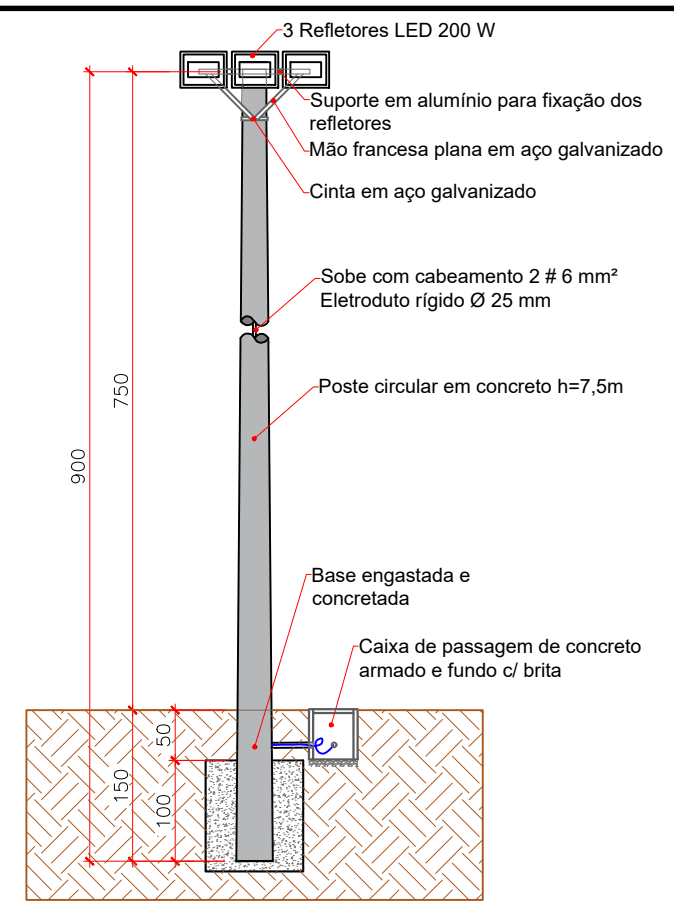 3 Refletores LED 200 W
Suporte em alumínio para fixação dos
refletores
Mão francesa plana em aço galvanizado
Cinta em aço galvanizado
Sobe com cabeamento 2 # 6 mm²
Eletroduto rígido Ø 25 mm
750
Poste circular em concreto h=7,5m
900
Base engastada e
concretada
Caixa de passagem de concreto
armado e fundo c/ brita
50
150
100